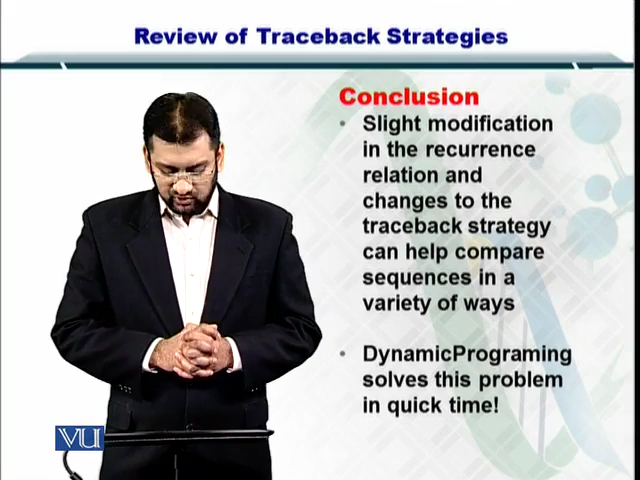 Review of Traceback Strategies
Conclusion
• Slight modification
in the recurrence
relation and
changes to the
traceback strategy
can help compare
sequences in a
variety of ways
• DynamicPrograming
solves this problem
in quick time!
VU